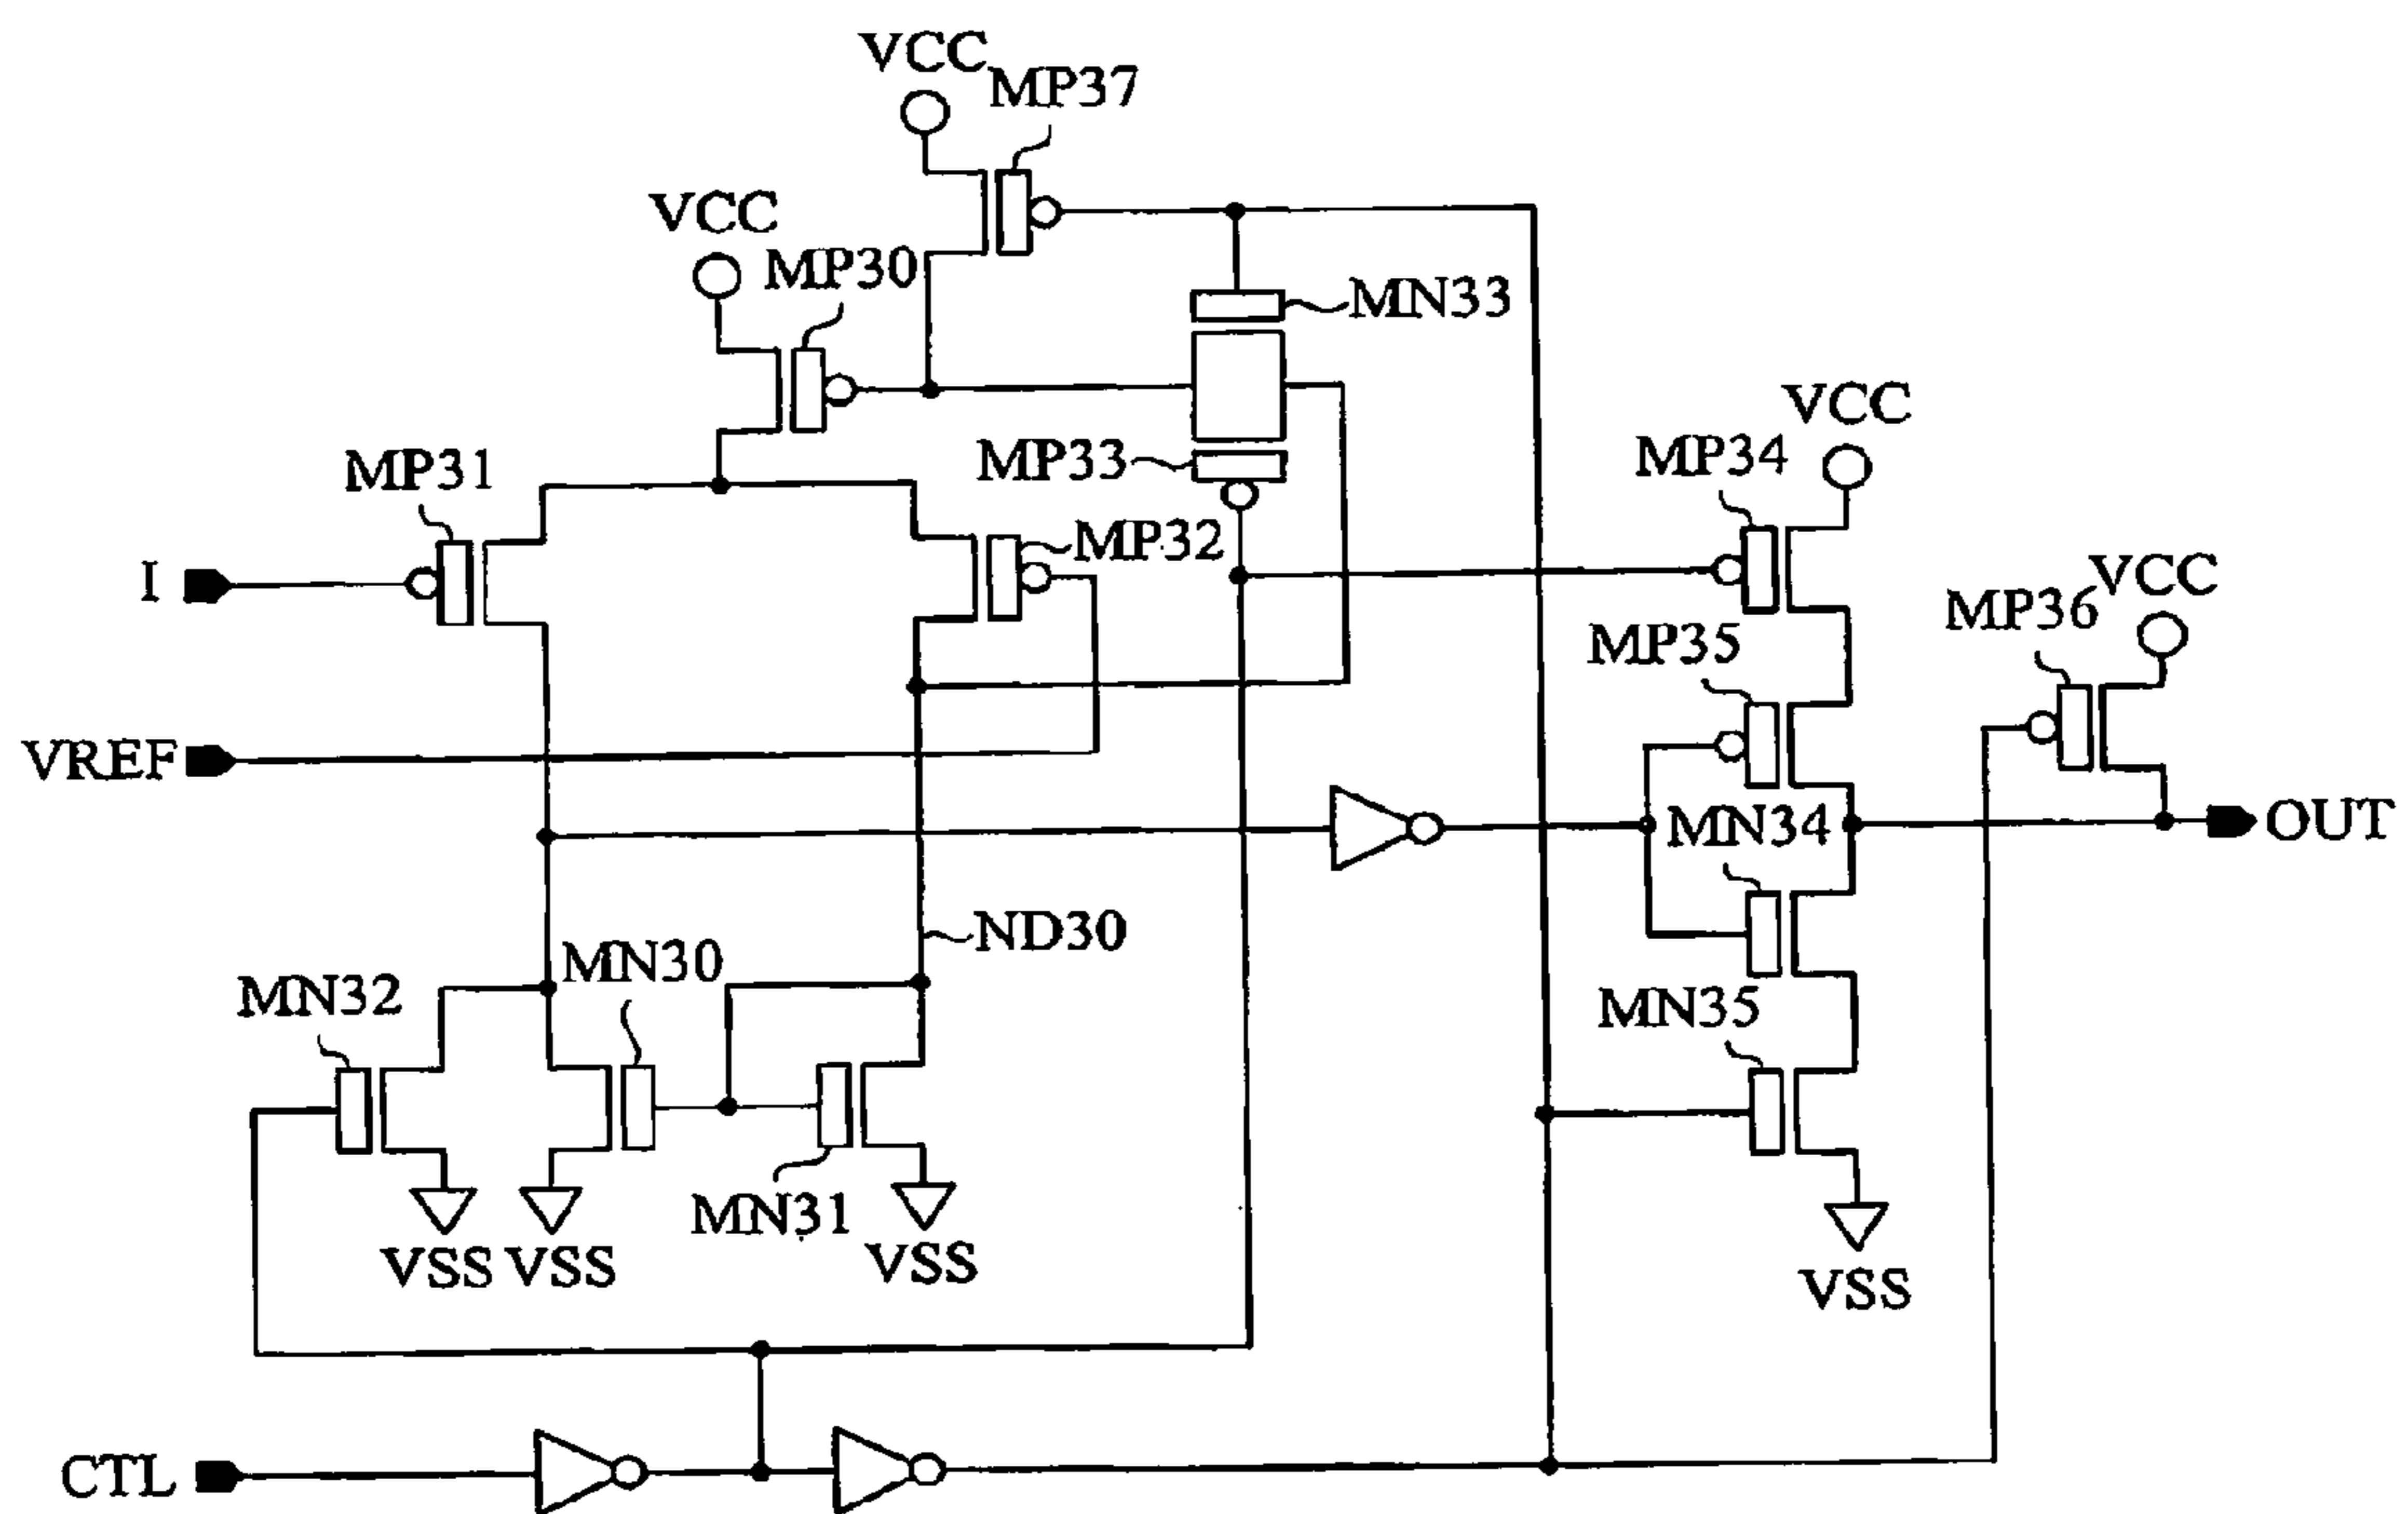 VCC
MP37
VCC
MP30
MN33
MP33
VCC
MP34
MP31
MP32
I
VCC
MP36
MP35
VREF
MN34
OUT
ND30
MN30
MN32
MN35
MN31
VSS
VSS
VSS
VSS
CTL